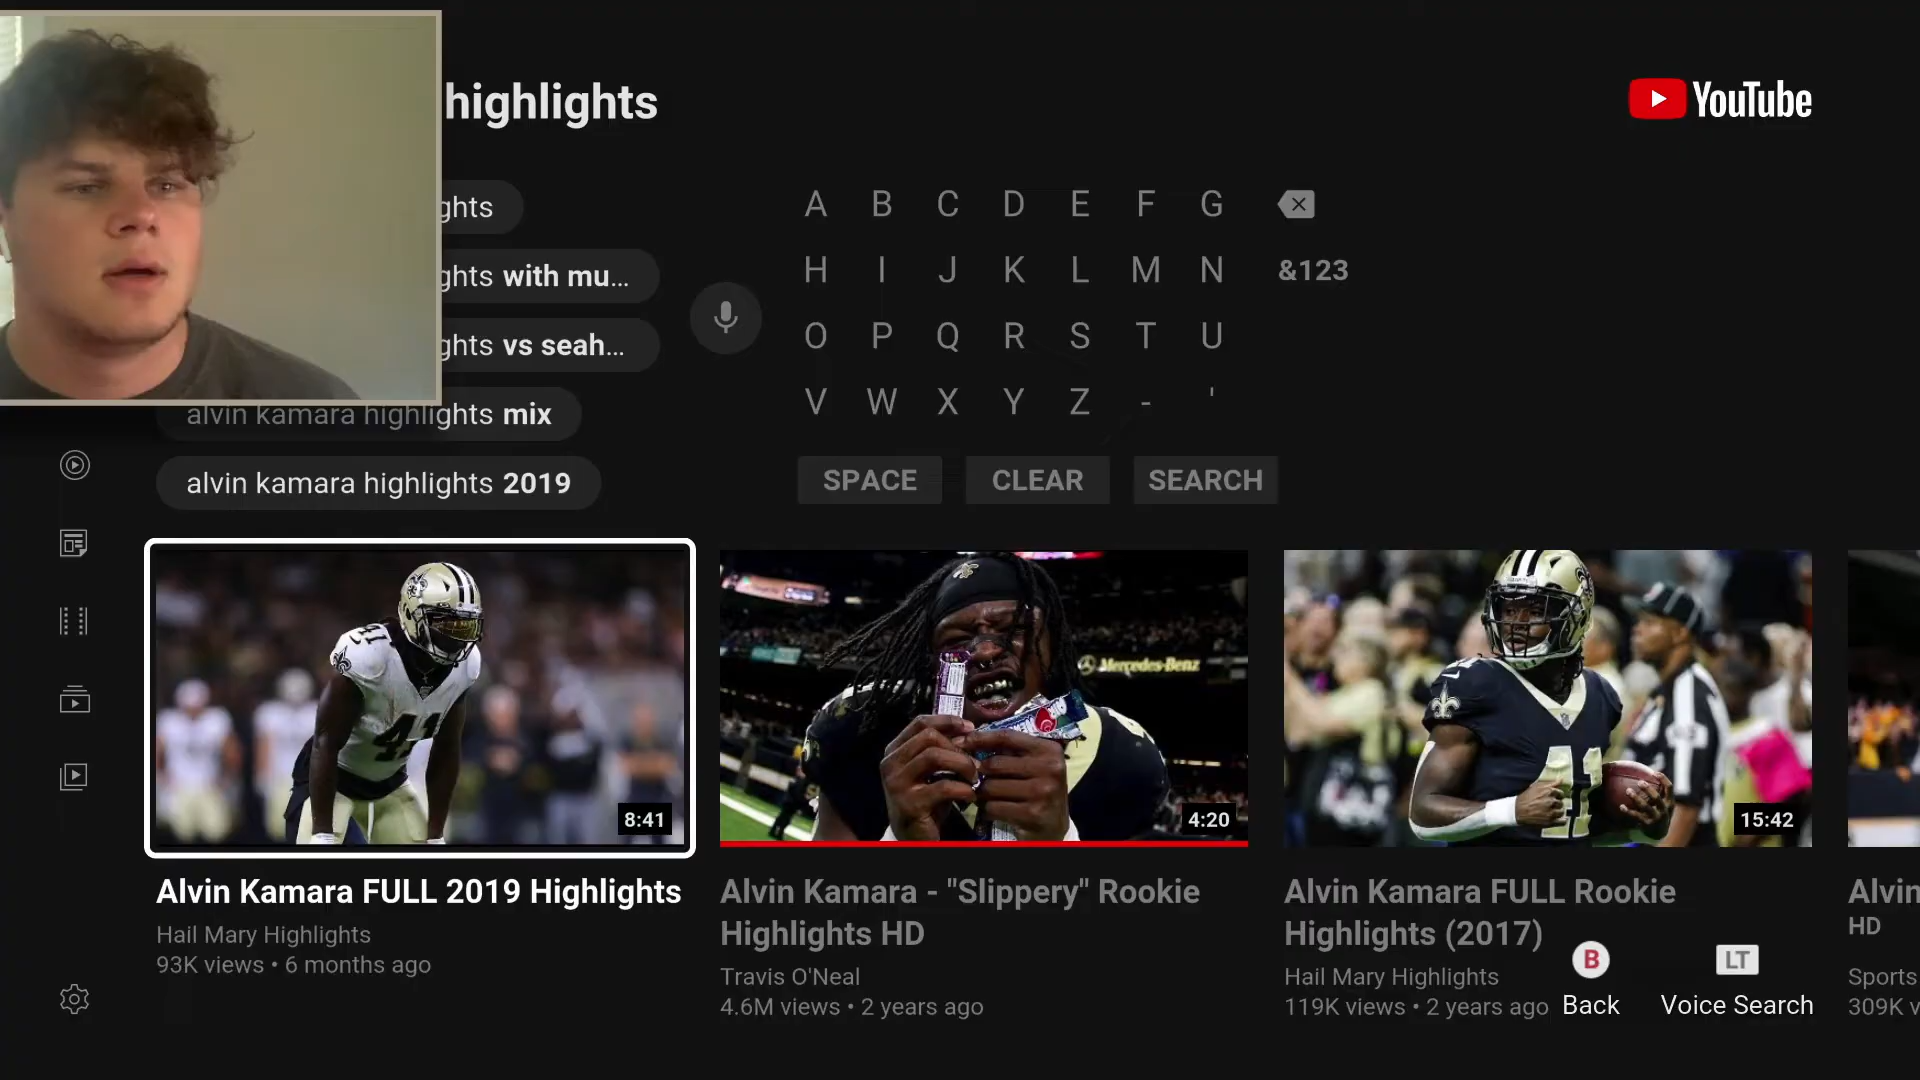 highlights
YouTube
ghts
ghts with mu...
ghts vs seah...
alvin kamara highlights mix
alvin kamara highlights 2019
A B C D E F G
H I J K L M N &123
O P Q R S T U
V W X Y Z - '
SPACE CLEAR SEARCH
41
8:41
Mercedes-Benz
4:20
41
15:42
Alvin Kamara FULL 2019 Highlights
Hail Mary Highlights
93K views • 6 months ago
Alvin Kamara - "Slippery" Rookie
Highlights HD
Travis O'Neal
4.6M views • 2 years ago
Alvin Kamara FULL Rookie
Highlights (2017)
Hail Mary Highlights
119K views • 2 years ago
Alvin
HD
Sports
309K v
B
Back
LT
Voice Search